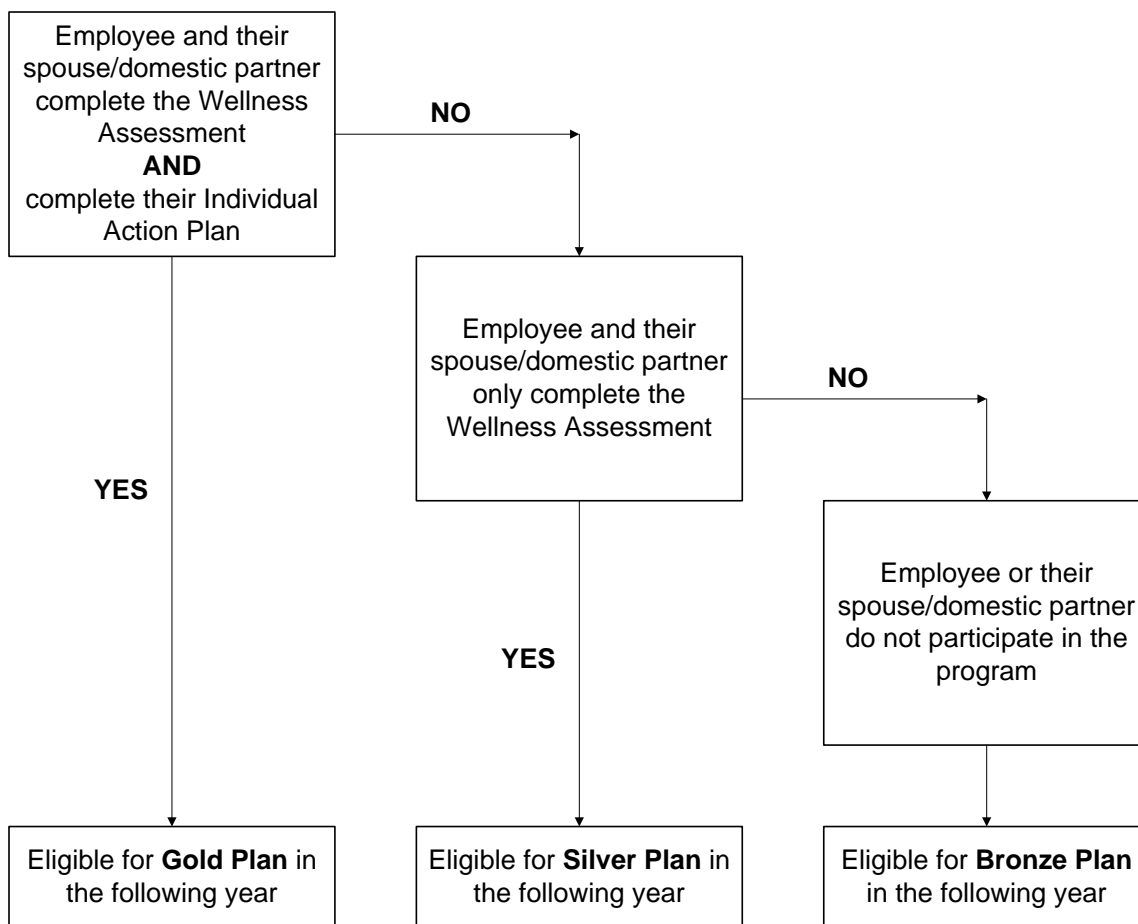 Employee and their
spouse/domestic partner
complete the Wellness
Assessment
AND
complete their Individual
Action Plan
NO
Employee and their
spouse/domestic partner
only complete the
Wellness Assessment
NO
YES
Employee or their
spouse/domestic partner
do not participate in the
program
YES
Eligible for Gold Plan in
the following year
Eligible for Silver Plan in
the following year
Eligible for Bronze Plan
in the following year